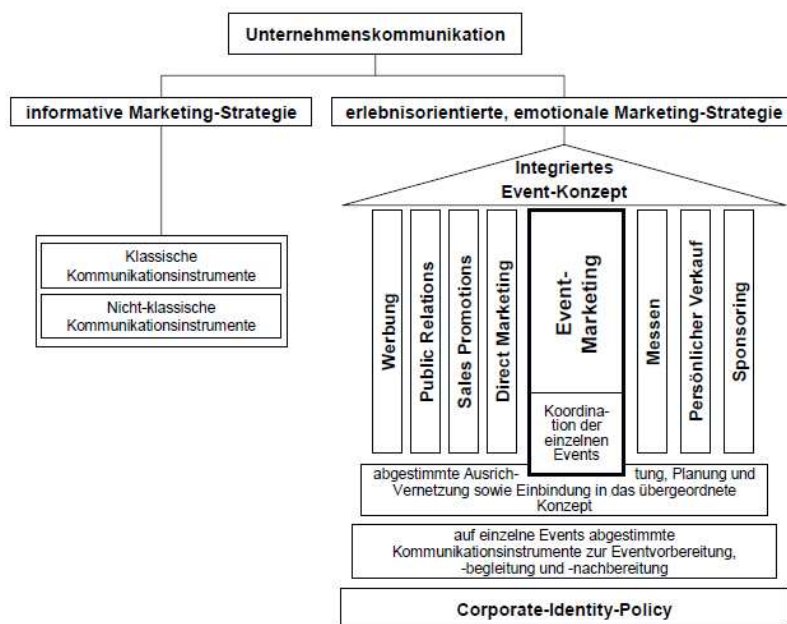 Unternehmenskommunikation
informative Marketing-Strategie
erlebnisorientierte, emotionale Marketing-Strategie
Integriertes
Event-Konzept
Klassische
Kommunikationsinstrumente
Nicht-klassische
Kommunikationsinstrumente
Werbung
Public Relations
Sales Promotions
Direct Marketing
Event-
Marketing
Koordina-
tion der
einzelnen
Events
Messen
Persönlicher Verkauf
Sponsoring
abgestimmte Ausrich- tung, Planung und
Vernetzung sowie Einbindung in das übergeordnete
Konzept
auf einzelne Events abgestimmte
Kommunikationsinstrumente zur Eventvorbereitung,
-begleitung und -nachbereitung
Corporate-Identity-Policy